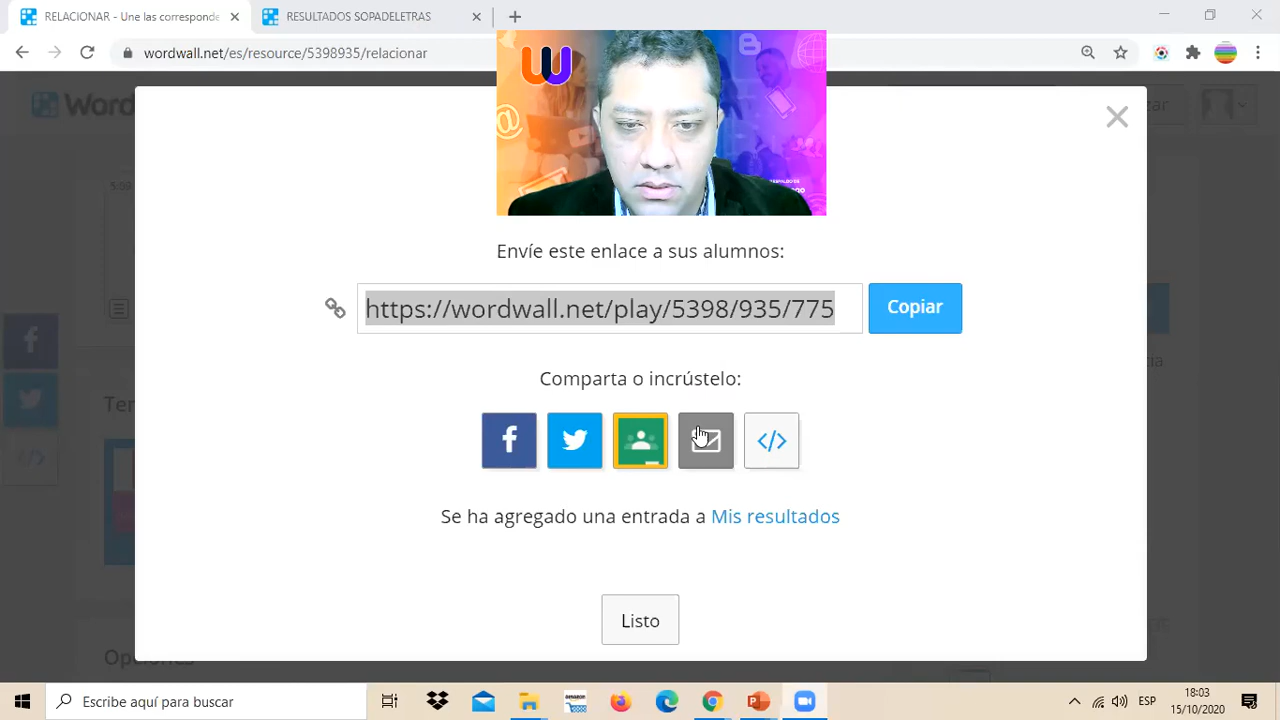 RELACIONAR - Une las corresponde
RESULTADOS SOPADELETRAS
wordwall.net/es/resource/5398935/relacionar
Envíe este enlace a sus alumnos:
https://wordwall.net/play/5398/935/775
Copiar
Comparta o incrústelo:
Se ha agregado una entrada a Mis resultados
Listo
Opciones
Escribe aquí para buscar
ESP
18:03
15/10/2020